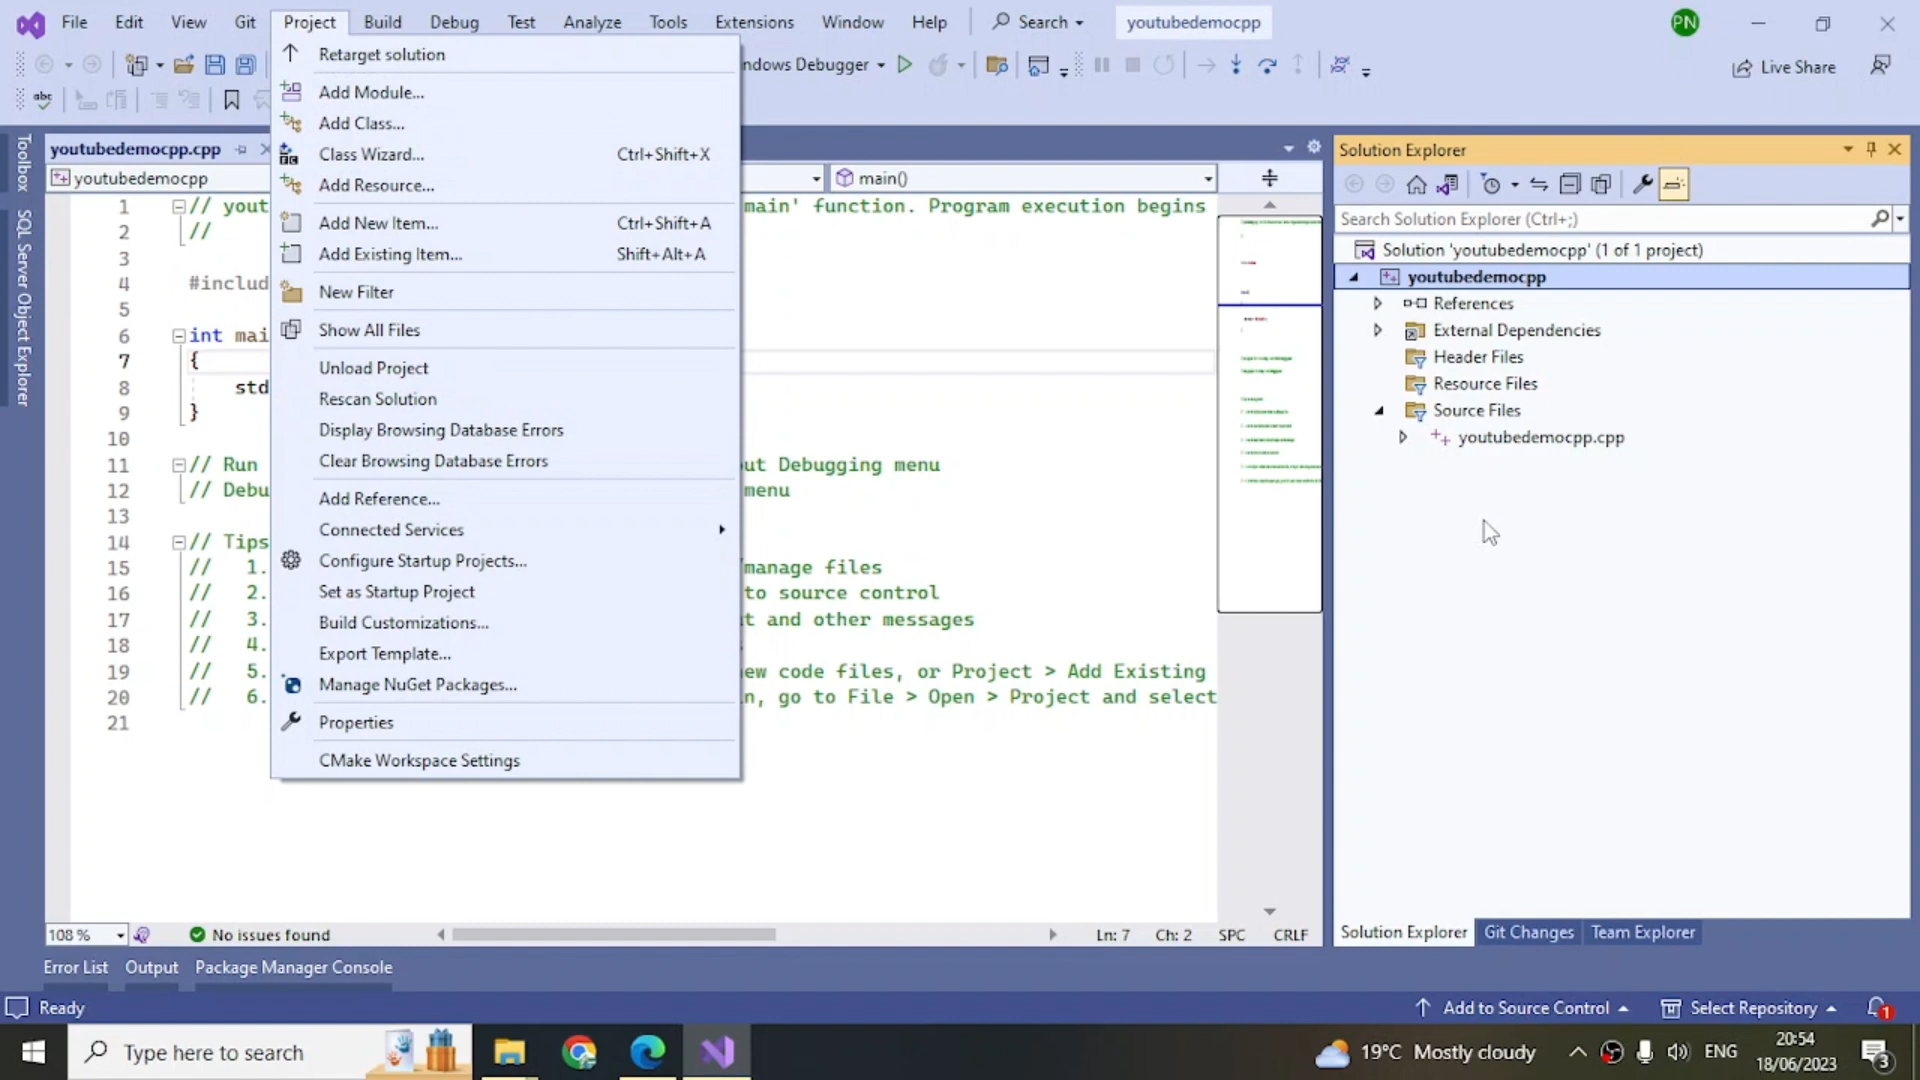 File Edit View Git Project Build Debug Test Analyze Tools Extensions Window Help Search youtubedemocpp PN
Retarget solution
ndows Debugger
Live Share
Add Module...
abc
Add Class...
Class Wizard... Ctrl+Shift+X
Add Resource...
Add New Item... Ctrl+Shift+A
Add Existing Item... Shift+Alt+A
New Filter
Show All Files
Unload Project
Rescan Solution
Display Browsing Database Errors
Clear Browsing Database Errors
Add Reference...
Connected Services
Configure Startup Projects...
Set as Startup Project
Build Customizations...
Export Template...
Manage NuGet Packages...
Properties
CMake Workspace Settings
Toolbox
SQL Server Object Explorer
youtubedemocpp.cpp
youtubedemocpp main()
1 // yout main' function. Program execution begins
2 //
3
4 #includ
5
6 int mai
7 {
8 std
9 }
10
11 // Run ut Debugging menu
12 // Debu menu
13
14 // Tips
15 // 1. manage files
16 // 2. to source control
17 // 3. t and other messages
18 // 4.
19 // 5. ew code files, or Project > Add Existing
20 // 6. n, go to File > Open > Project and select
21
108 % No issues found Ln: 7 Ch: 2 SPC CRLF
Solution Explorer
Search Solution Explorer (Ctrl+;)
Solution 'youtubedemocpp' (1 of 1 project)
youtubedemocpp
References
External Dependencies
Header Files
Resource Files
Source Files
youtubedemocpp.cpp
Solution Explorer Git Changes Team Explorer
Error List Output Package Manager Console
Ready Add to Source Control Select Repository 1
Type here to search 19°C Mostly cloudy ENG 20:54
18/06/2023 3